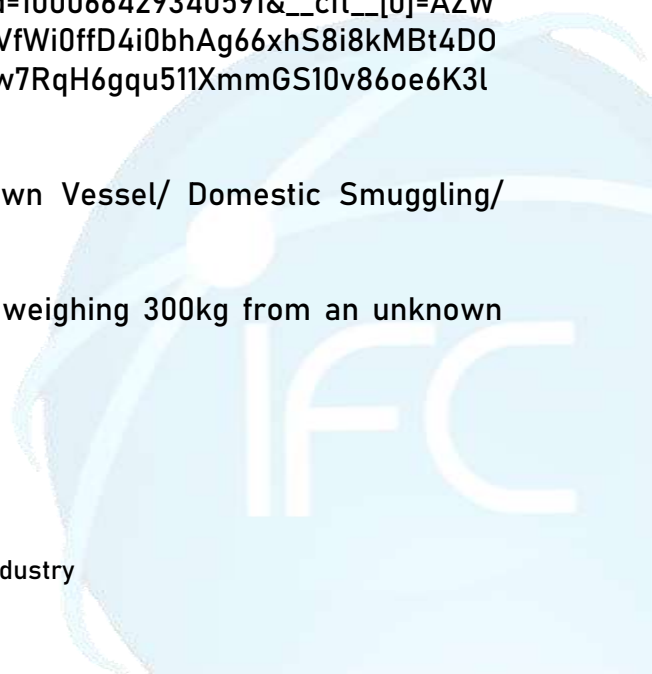 =100066429340591&__cft__[0]=AZW
VfWi0ffD4i0bhAg66xhS8i8kMBt4DO
w7RqH6gqu511XmmGS10v86oe6K3l
wn Vessel/ Domestic Smuggling/
weighing 300kg from an unknown
IFC
dustry